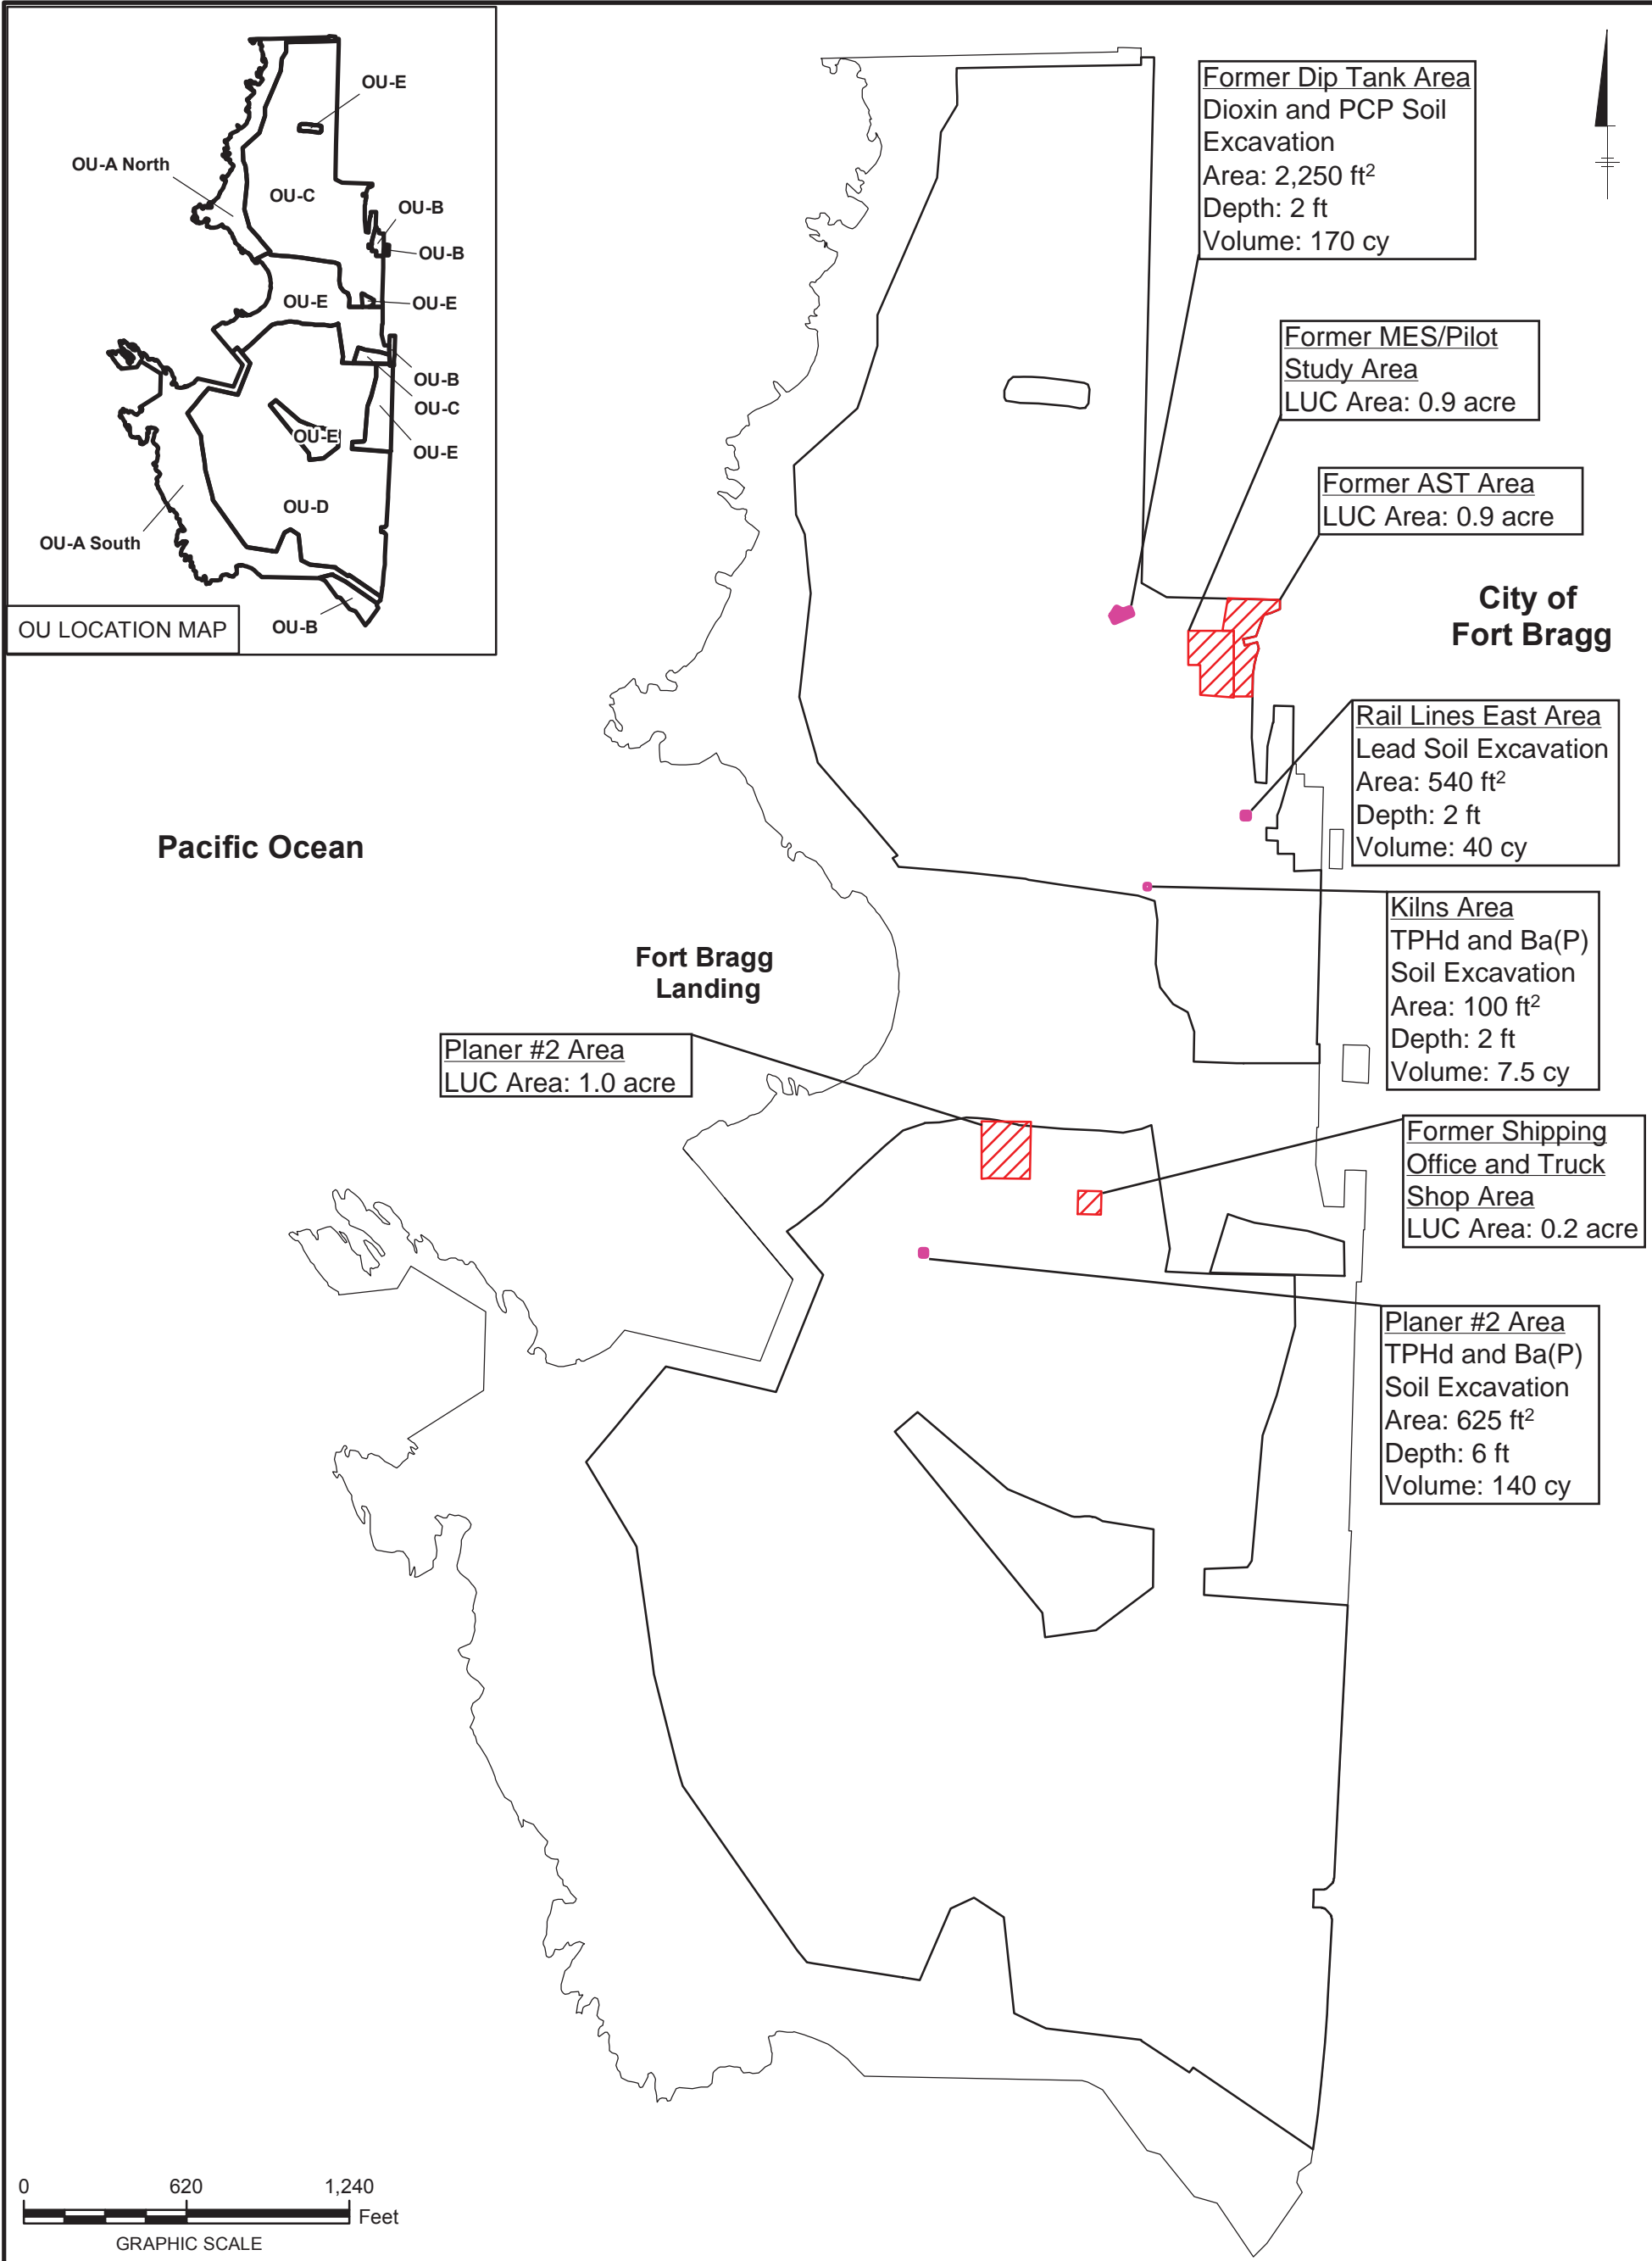 OU-E
OU-A North
OU-C
OU-B
OU-B
OU-E
OU-E
OU-B
OU-C
OU-E
OU-E
OU-D
OU-A South
OU-B
OU LOCATION MAP
Former Dip Tank Area
Dioxin and PCP Soil
Excavation
Area: 2,250 ft²
Depth: 2 ft
Volume: 170 cy
Former MES/Pilot
Study Area
LUC Area: 0.9 acre
Former AST Area
LUC Area: 0.9 acre
City of
Fort Bragg
Rail Lines East Area
Lead Soil Excavation
Area: 540 ft²
Depth: 2 ft
Volume: 40 cy
Pacific Ocean
Kilns Area
TPHd and Ba(P)
Soil Excavation
Area: 100 ft²
Depth: 2 ft
Volume: 7.5 cy
Fort Bragg
Landing
Planer #2 Area
LUC Area: 1.0 acre
Former Shipping
Office and Truck
Shop Area
LUC Area: 0.2 acre
Planer #2 Area
TPHd and Ba(P)
Soil Excavation
Area: 625 ft²
Depth: 6 ft
Volume: 140 cy
0 620 1,240
Feet
GRAPHIC SCALE